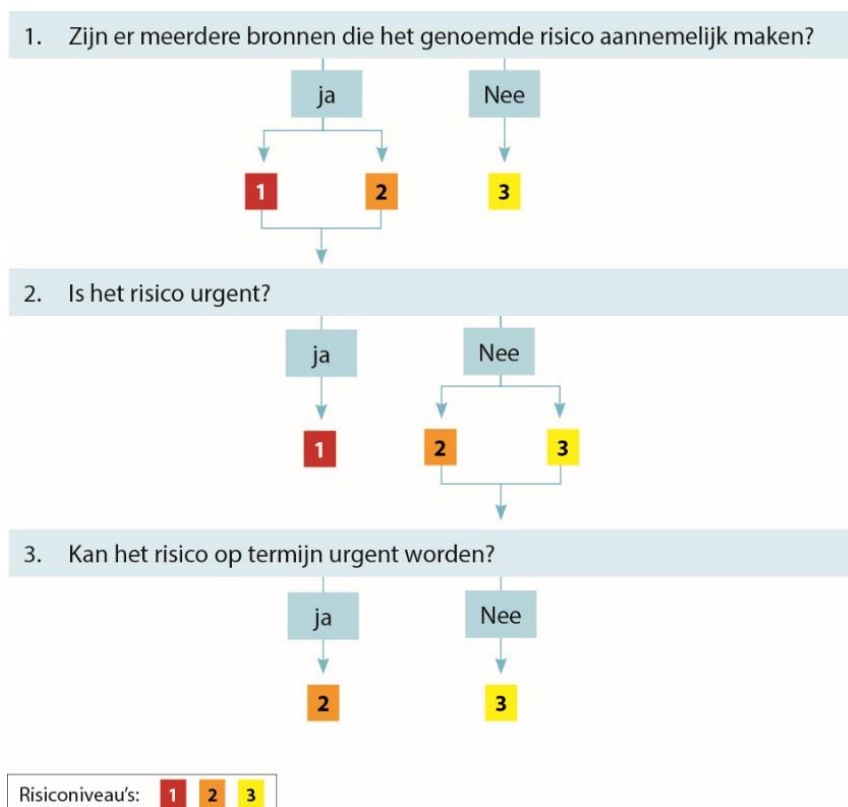 1. Zijn er meerdere bronnen die het genoemde risico aannemelijk maken?
ja Nee
1 2 3
2. Is het risico urgent?
ja Nee
1 2 3
3. Kan het risico op termijn urgent worden?
ja Nee
2 3
Risiconiveau's: 1 2 3